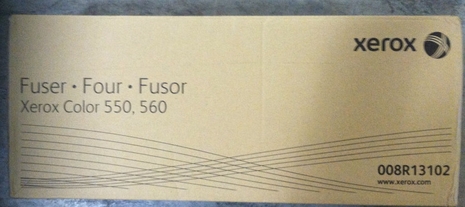 xerox
Fuser • Four • Fusor
Xerox Color 550, 560
008R13102
www.xerox.com